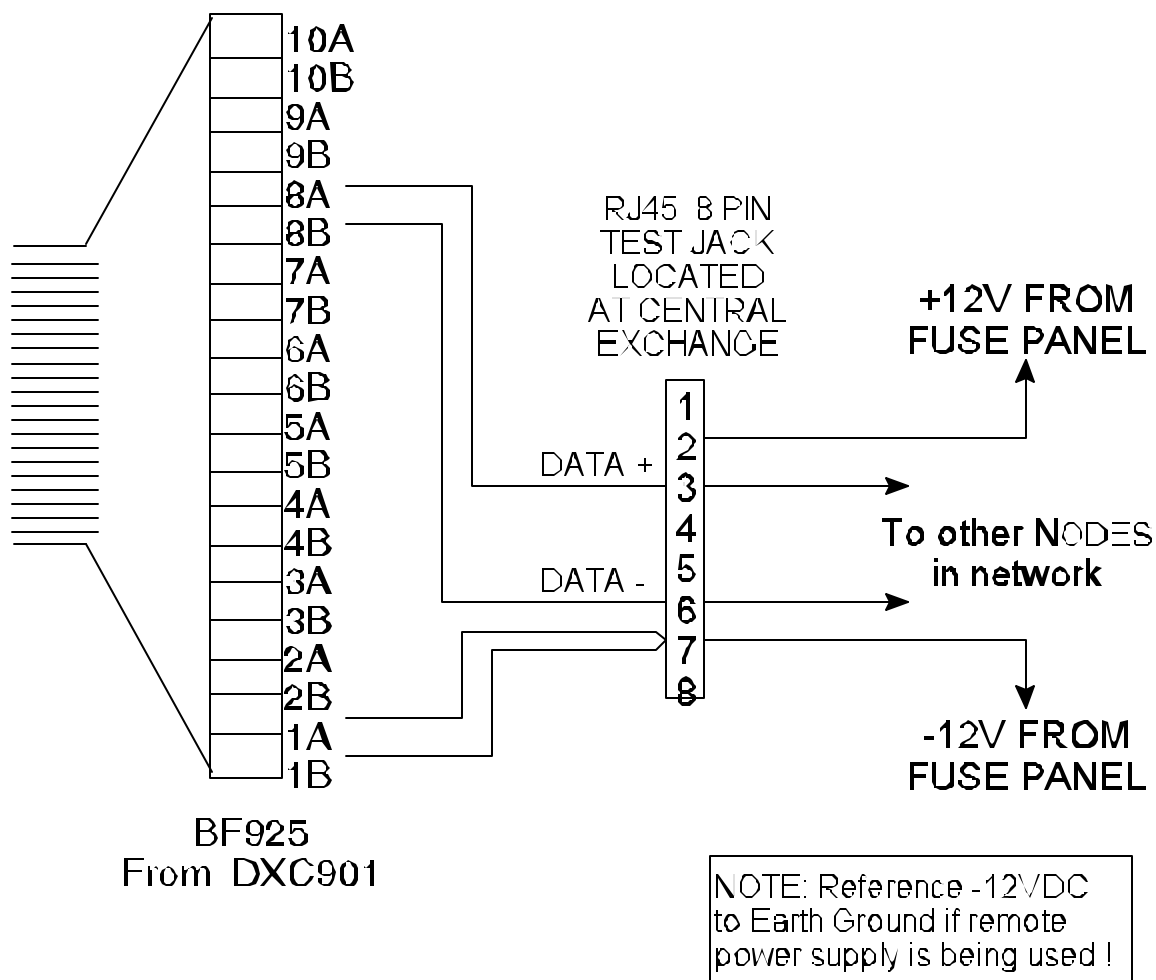 10A
10B
9A
9B
8A
8B
7A
7B
6A
6B
5A
5B
4A
4B
3A
3B
2A
2B
1A
1B
BF925
From DXC901
RJ45 8 PIN
TEST JACK
LOCATED
AT CENTRAL
EXCHANGE
1
2
3
4
5
6
7
8
DATA +
DATA -
+12V FROM
FUSE PANEL
To other NODES
in network
-12V FROM
FUSE PANEL
NOTE: Reference -12VDC
to Earth Ground if remote
power supply is being used !